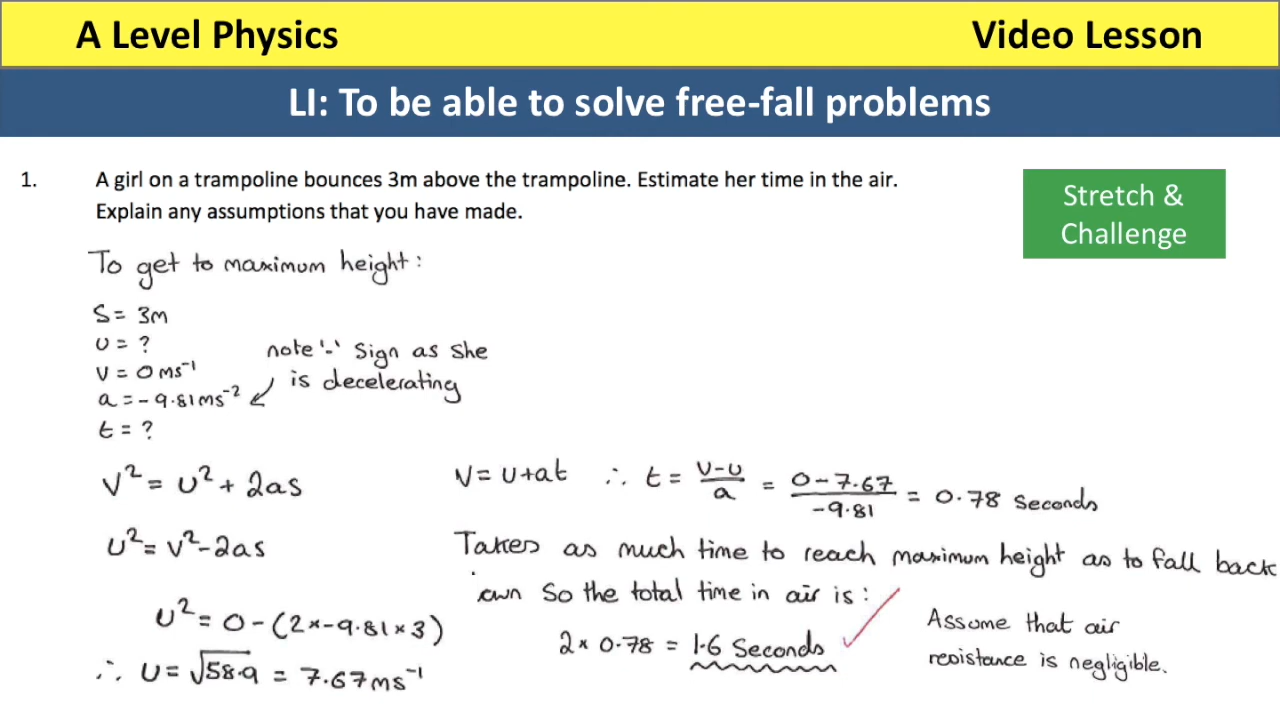 A Level Physics
Video Lesson
LI: To be able to solve free-fall problems
1. A girl on a trampoline bounces 3m above the trampoline. Estimate her time in the air.
Explain any assumptions that you have made.
Stretch &
Challenge
To get to maximum height:
S = 3m
u = ?
v = 0 ms⁻¹
a = -9.81ms⁻²
t = ?
note '-' sign as she
is decelerating
v² = u² + 2as
u² = v² - 2as
u² = 0 - (2 x -9.81 x 3)
∴ u = √58.9 = 7.67ms⁻¹
v = u + at ∴ t = (v-u)/a = (0 - 7.67)/(-9.81) = 0.78 seconds
Takes as much time to reach maximum height as to fall back
own so the total time in air is:
2 x 0.78 = 1.6 seconds ✓
Assume that air
resistance is negligible.